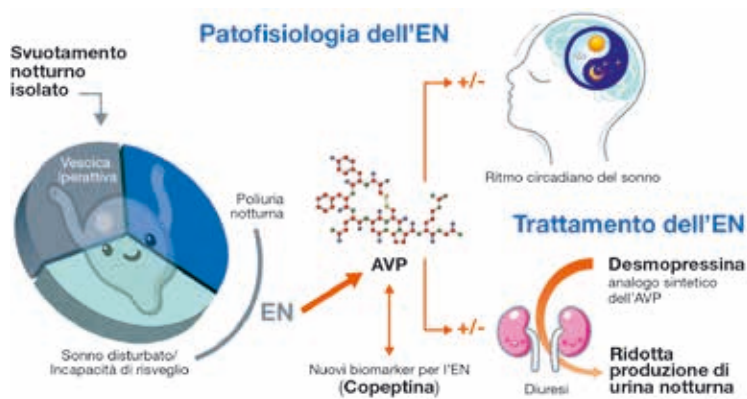 Patofisiologia dell'EN
Svuotamento
notturno
isolato
Vescica
iperattiva
Poliuria
notturna
Sonno disturbato/
Incapacità di risveglio
EN
AVP
Nuovi biomarker per l'EN
(Copeptina)
+/-
Ritmo circadiano del sonno
+/-
Diuresi
Trattamento dell'EN
Desmopressina
analogo sintetico
dell'AVP
Ridotta
produzione di
urina notturna